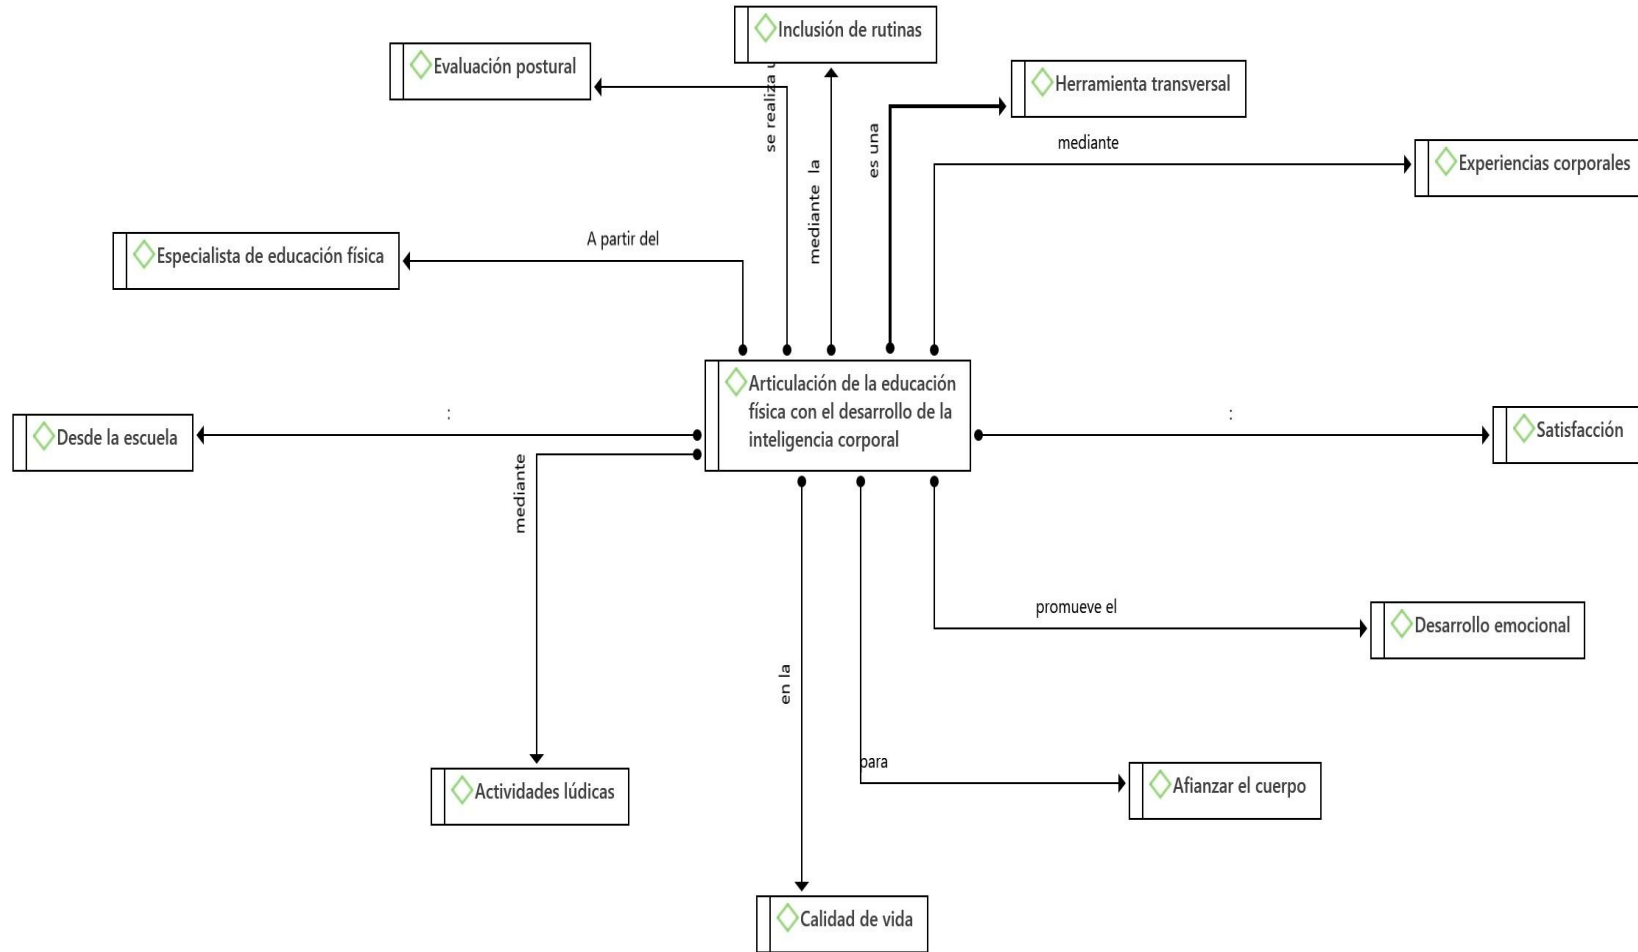 Inclusión de rutinas
Evaluación postural
se realiza
Herramienta transversal
mediante
es una
Experiencias corporales
mediante la
A partir del
Especialista de educación física
Articulación de la educación
física con el desarrollo de la
inteligencia corporal
:
:
Desde la escuela
Satisfacción
mediante
promueve el
Desarrollo emocional
en la
para
Actividades lúdicas
Afianzar el cuerpo
Calidad de vida